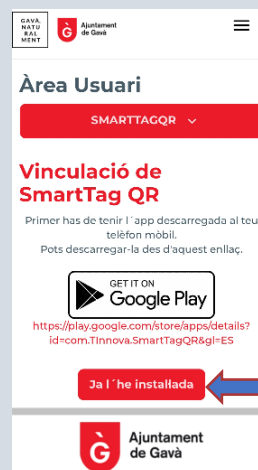 GAVÀ,
NATU
RAL
MENT
Ajuntament
de Gavà
Àrea Usuari
SMARTTAGQR
Vinculació de
SmartTag QR
Primer has de tenir l´app descarregada al teu
telèfon mòbil.
Pots descarregar-la des d'aquest enllaç.
GET IT ON
Google Play
https://play.google.com/store/apps/details?
id=com.TInnova.SmartTagQR&gl=ES
Ja l´he instal·lada
Ajuntament
de Gavà